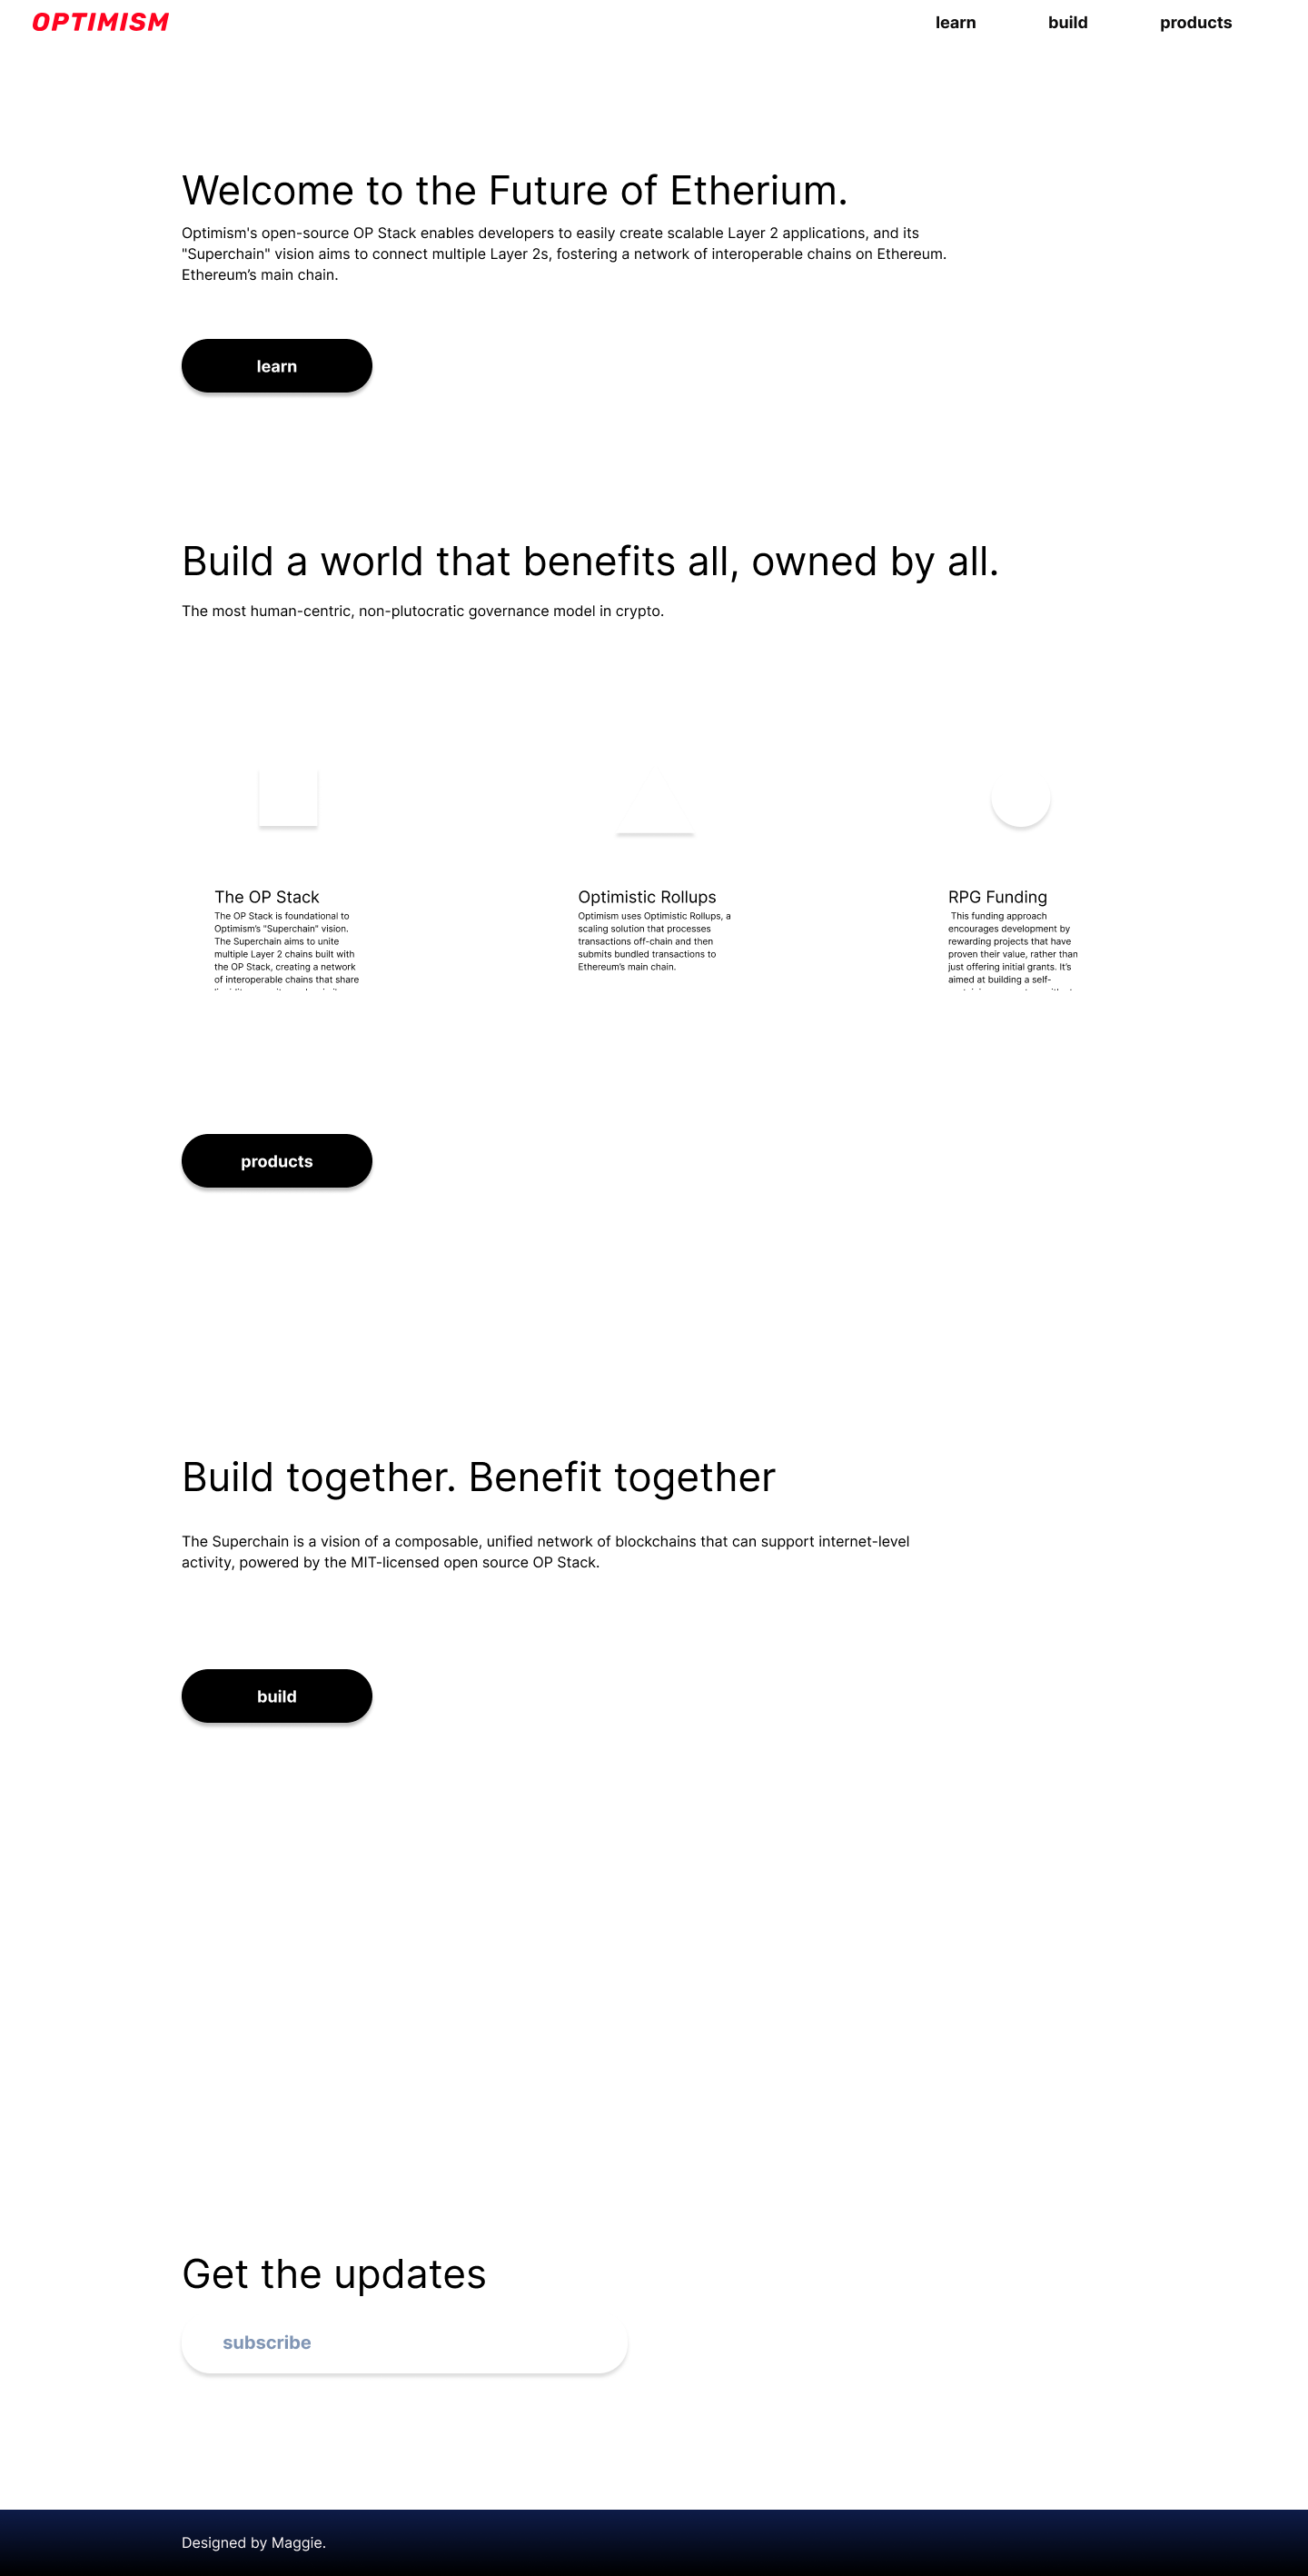 OPTIMISM
learn
build
products
Welcome to the Future of Etherium.
Optimism's open-source OP Stack enables developers to easily create scalable Layer 2 applications, and its
"Superchain" vision aims to connect multiple Layer 2s, fostering a network of interoperable chains on Ethereum.
Ethereum’s main chain.
learn
Build a world that benefits all, owned by all.
The most human-centric, non-plutocratic governance model in crypto.
The OP Stack
The OP Stack is foundational to
Optimism’s "Superchain" vision.
The Superchain aims to unite
multiple Layer 2 chains built with
the OP Stack, creating a network
of interoperable chains that share
Optimistic Rollups
Optimism uses Optimistic Rollups, a
scaling solution that processes
transactions off-chain and then
submits bundled transactions to
Ethereum’s main chain.
RPG Funding
This funding approach
encourages development by
rewarding projects that have
proven their value, rather than
just offering initial grants. It’s
aimed at building a self-
products
Build together. Benefit together
The Superchain is a vision of a composable, unified network of blockchains that can support internet-level
activity, powered by the MIT-licensed open source OP Stack.
build
Get the updates
subscribe
Designed by Maggie.